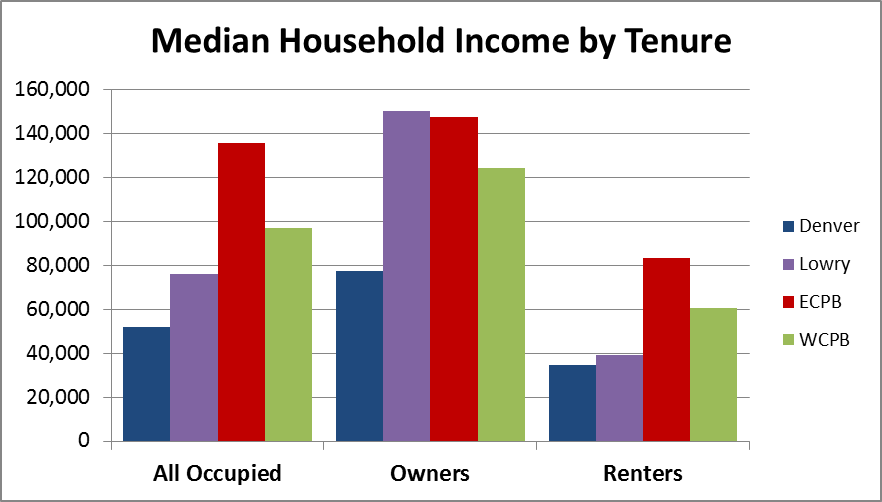 Median Household Income by Tenure
160,000
140,000
120,000
100,000
80,000
60,000
40,000
20,000
0
All Occupied Owners Renters
Denver
Lowry
ECPB
WCPB